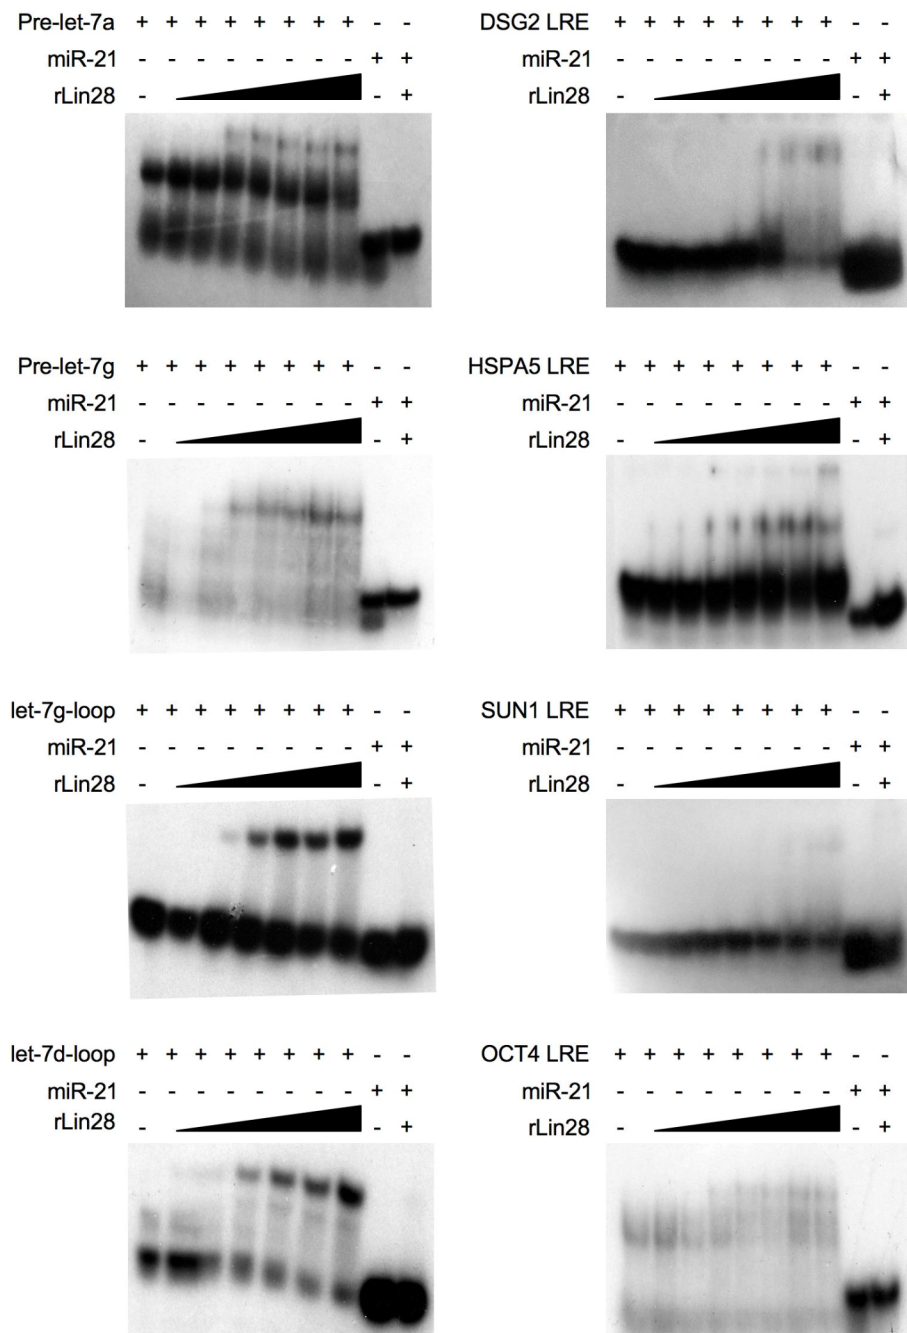 Pre-let-7a + + + + + + + + - -
miR-21 - - - - - - - - + +
rLin28 - - +
DSG2 LRE + + + + + + + + - -
miR-21 - - - - - - - - + +
rLin28 - - +
Pre-let-7g + + + + + + + + - -
miR-21 - - - - - - - - + +
rLin28 - - +
HSPA5 LRE + + + + + + + + - -
miR-21 - - - - - - - - + +
rLin28 - - +
let-7g-loop + + + + + + + + - -
miR-21 - - - - - - - - + +
rLin28 - - +
SUN1 LRE + + + + + + + + - -
miR-21 - - - - - - - - + +
rLin28 - - +
let-7d-loop + + + + + + + + - -
miR-21 - - - - - - - - + +
rLin28 - - +
OCT4 LRE + + + + + + + + - -
miR-21 - - - - - - - - + +
rLin28 - - +